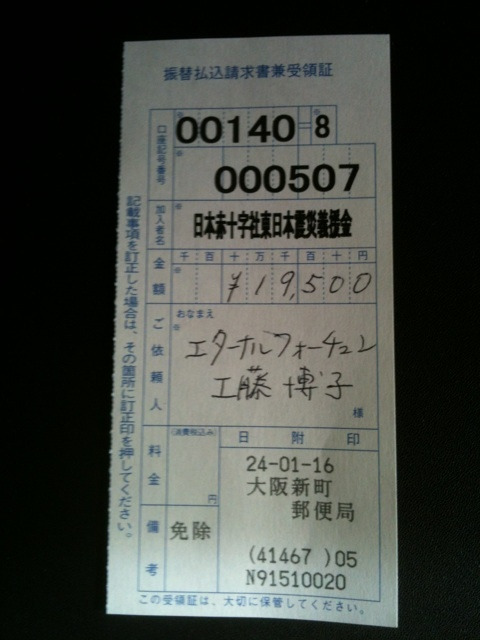 振替払込請求書兼受領証
口座記号番号
※
00140=※8
※
000507
加入者名
※
日本赤十字社東日本震災義援金
金額
千百十万千百十円
※
¥19,500
ご依頼人
おなまえ
※
エターナルフォーチュン
工藤 博子
様
料金
(消費税込み)
円
日附印
24-01-16
大阪新町
郵便局
(41467 )05
N91510020
備考
免除
記載事項を訂正した場合は、その箇所に訂正印を押してください。
この受領証は、大切に保管してください。